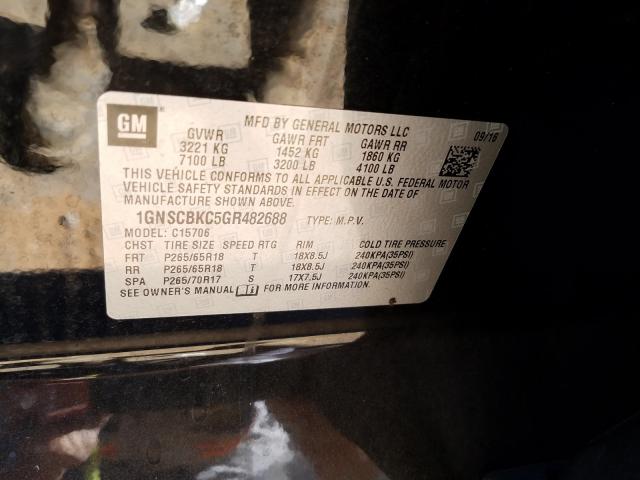 GM
MFD BY GENERAL MOTORS LLC 09/16
GVWR GAWR FRT GAWR RR
3221 KG 1452 KG 1860 KG
7100 LB 3200 LB 4100 LB
THIS VEHICLE CONFORMS TO ALL APPLICABLE U.S. FEDERAL MOTOR
VEHICLE SAFETY STANDARDS IN EFFECT ON THE DATE OF
MANUFACTURE SHOWN ABOVE.
1GNSCBKC5GR482688 TYPE: M.P.V.
MODEL: C15706
CHST TIRE SIZE SPEED RTG RIM COLD TIRE PRESSURE
FRT P265/65R18 T 18X8.5J 240KPA(35PSI)
RR P265/65R18 T 18X8.5J 240KPA(35PSI)
SPA P265/70R17 S 17X7.5J 240KPA(35PSI)
SEE OWNER'S MANUAL FOR MORE INFORMATION.